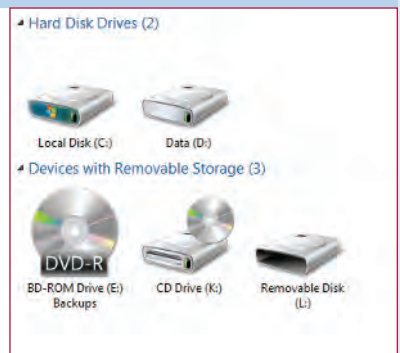 Hard Disk Drives (2)
Local Disk (C:)
Data (D:)
Devices with Removable Storage (3)
DVD-R
BD-ROM Drive (E:)
Backups
CD Drive (K:)
Removable Disk
(L:)